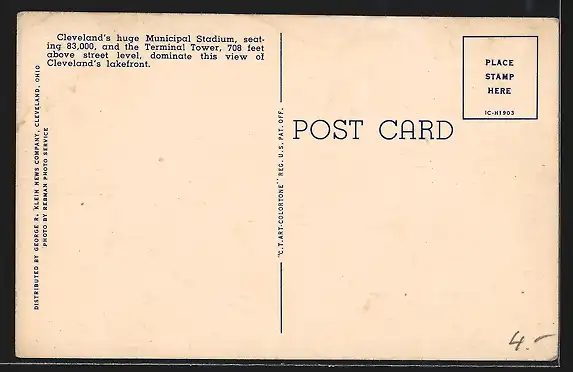 Cleveland's huge Municipal Stadium, seat-
ing 83,000, and the Terminal Tower, 708 feet
above street level, dominate this view of
Cleveland's lakefront.
DISTRIBUTED BY GEORGE R. KLEIN NEWS COMPANY, CLEVELAND, OHIO
PHOTO BY REBMAN PHOTO SERVICE
"C.T. ART-COLORTONE" REG. U.S. PAT. OFF.
POST CARD
PLACE
STAMP
HERE
1C-H1903
4.-